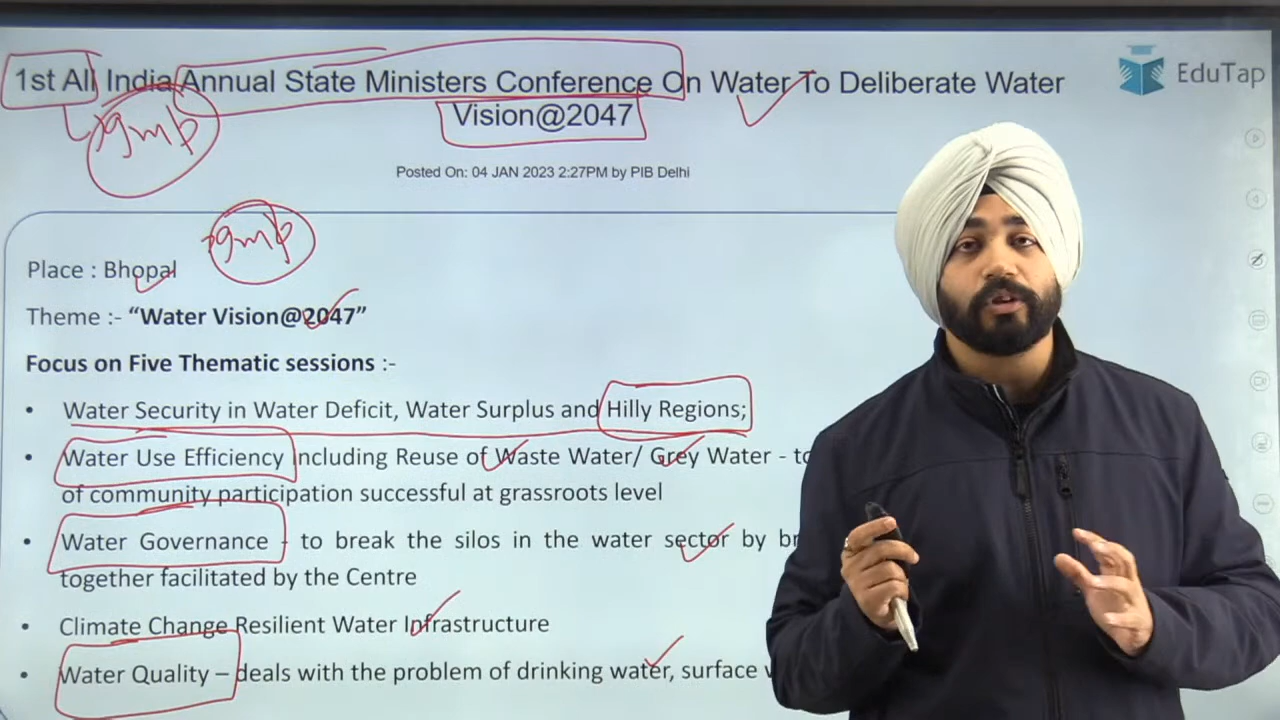 1st All India Annual State Ministers Conference On Water To Deliberate Water
Vision@2047
EduTap
Posted On: 04 JAN 2023 2:27PM by PIB Delhi
Place : Bhopal
Theme :- “Water Vision@2047”
Focus on Five Thematic sessions :-
• Water Security in Water Deficit, Water Surplus and Hilly Regions;
• Water Use Efficiency including Reuse of Waste Water/ Grey Water -
of community participation successful at grassroots level
• Water Governance - to break the silos in the water sector by
together facilitated by the Centre
• Climate Change Resilient Water Infrastructure
• Water Quality – deals with the problem of drinking water, surface